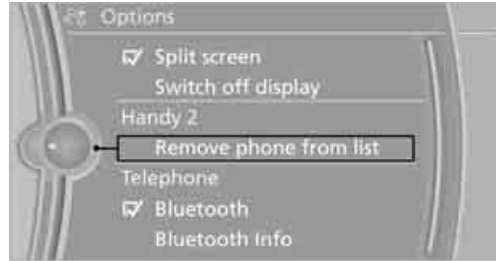 Options
Split screen
Switch off display
Handy 2
Remove phone from list
Telephone
Bluetooth
Bluetooth Info